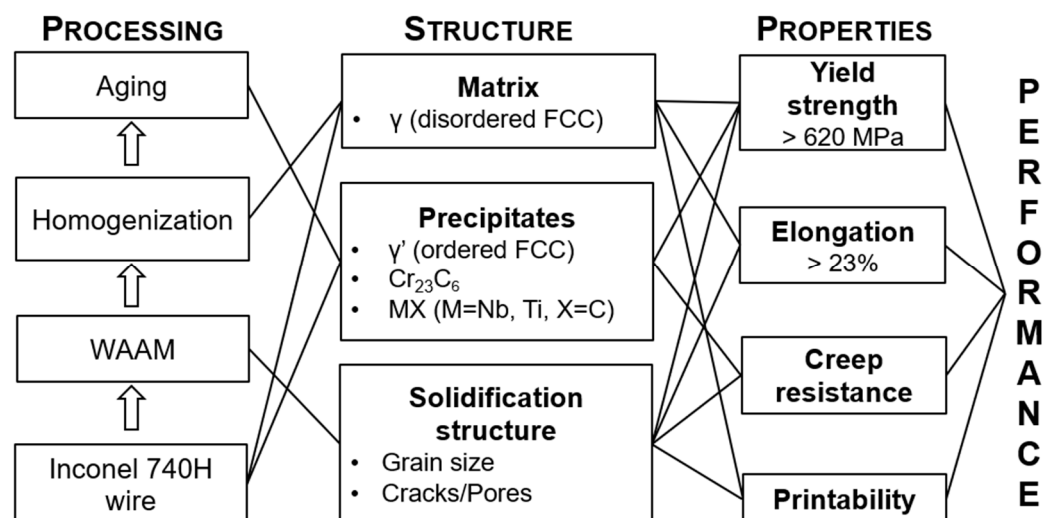 PROCESSING
Aging
Homogenization
WAAM
Inconel 740H
wire
STRUCTURE
Matrix
• γ (disordered FCC)
Precipitates
• γ’ (ordered FCC)
• Cr₂₃C₆
• MX (M=Nb, Ti, X=C)
Solidification
structure
• Grain size
• Cracks/Pores
PROPERTIES
Yield
strength
> 620 MPa
Elongation
> 23%
Creep
resistance
Printability
PERFORMANCE